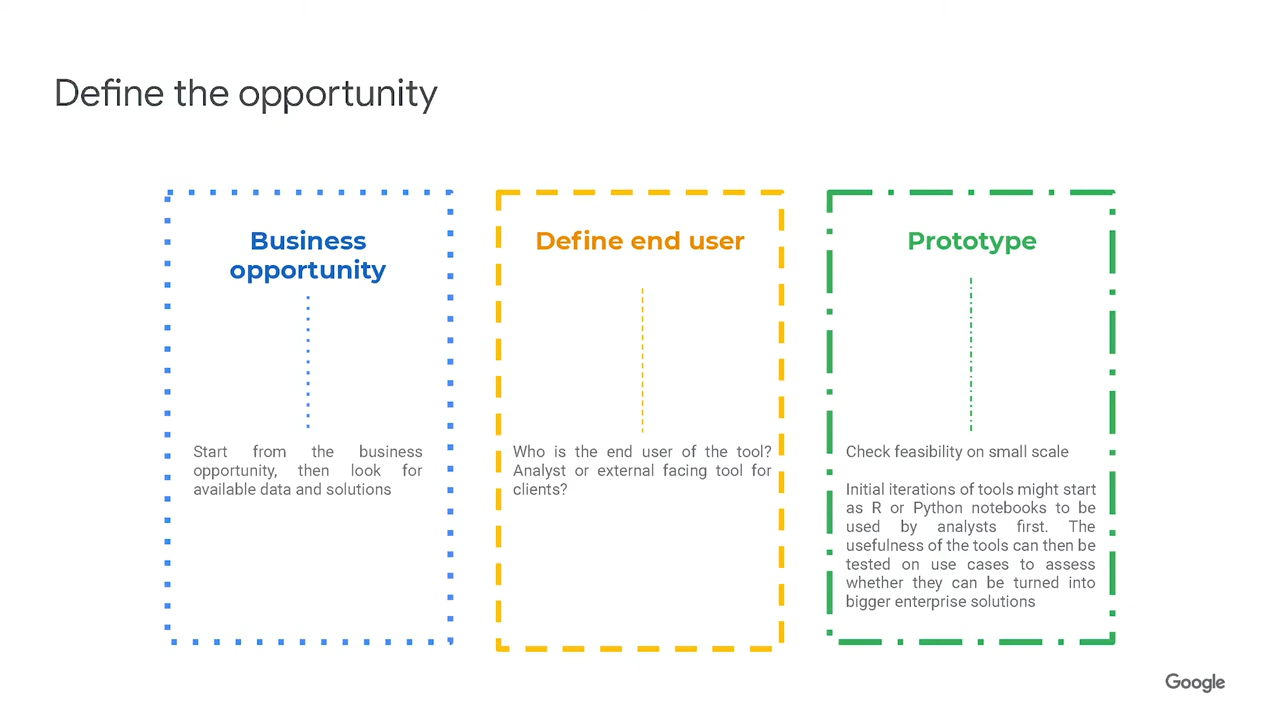 Define the opportunity
Business
opportunity
Start from the business
opportunity, then look for
available data and solutions
Define end user
Who is the end user of the tool?
Analyst or external facing tool for
clients?
Prototype
Check feasibility on small scale
Initial iterations of tools might start
as R or Python notebooks to be
used by analysts first. The
usefulness of the tools can then be
tested on use cases to assess
whether they can be turned into
bigger enterprise solutions
Google